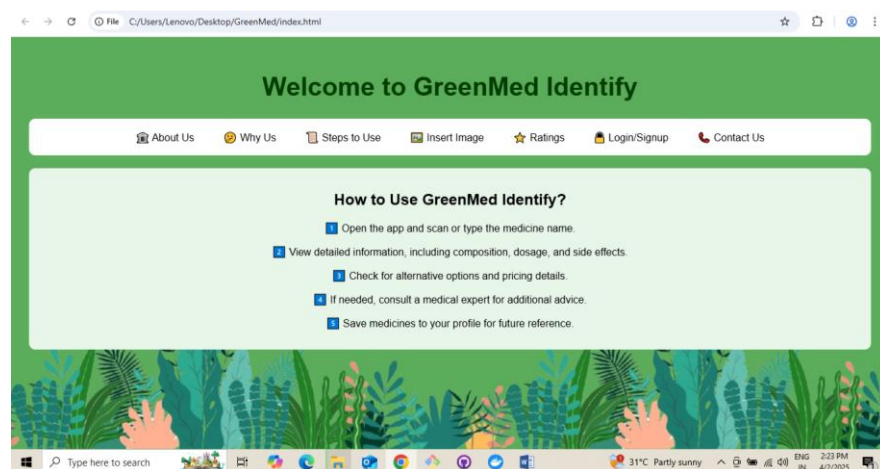 File C:/Users/Lenovo/Desktop/GreenMed/index.html
Welcome to GreenMed Identify
About Us Why Us Steps to Use Insert Image Ratings Login/Signup Contact Us
How to Use GreenMed Identify?
1 Open the app and scan or type the medicine name.
2 View detailed information, including composition, dosage, and side effects.
3 Check for alternative options and pricing details.
4 If needed, consult a medical expert for additional advice.
5 Save medicines to your profile for future reference.
Type here to search 31°C Partly sunny ENG 2:23 PM
IN 4/2/2025